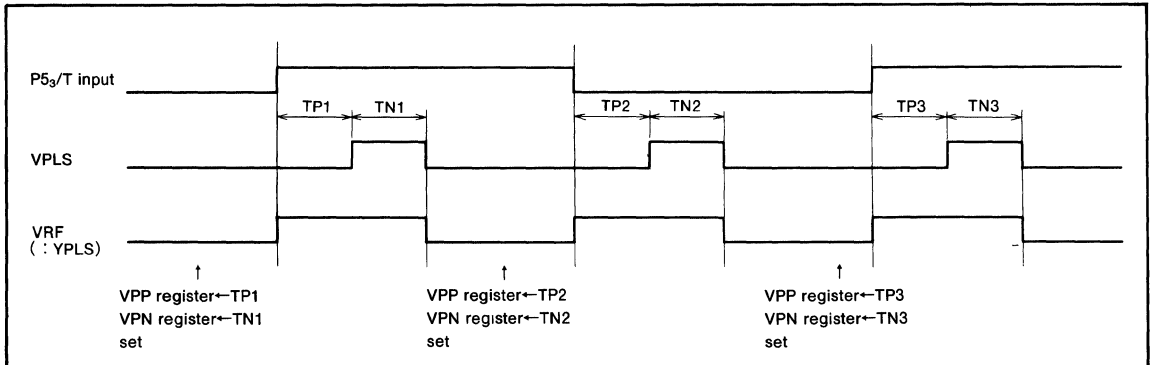 P5₃/T input
TP1
TN1
TP2
TN2
TP3
TN3
VPLS
VRF
( : YPLS)
↑
VPP register←TP1
VPN register←TN1
set
↑
VPP register←TP2
VPN register←TN2
set
↑
VPP register←TP3
VPN register←TN3
set